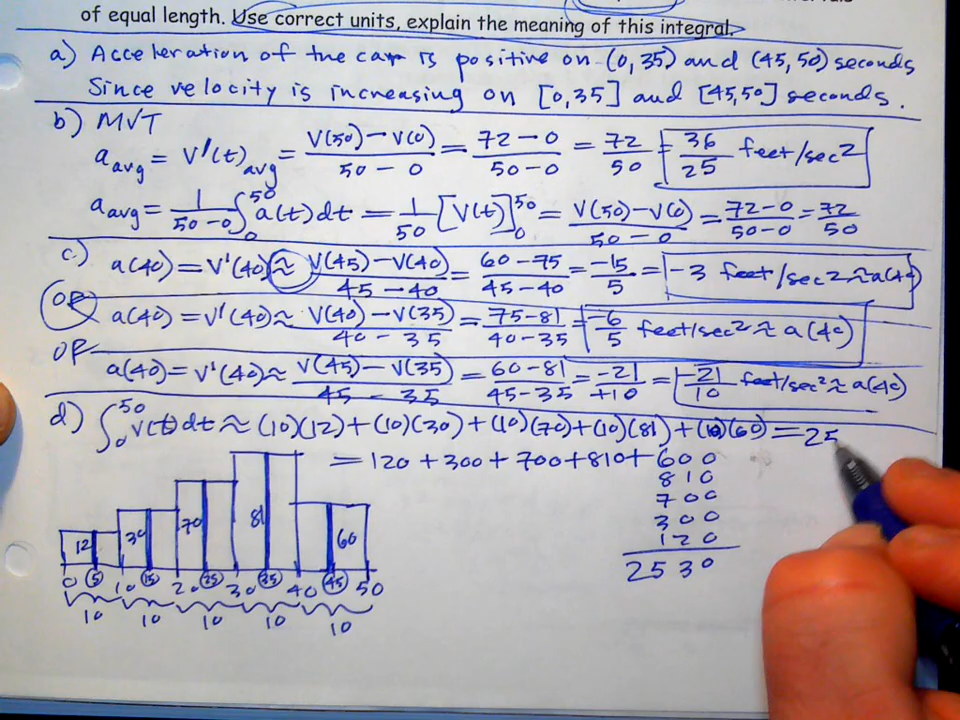 of equal length. Use correct units, explain the meaning of this integral.
a) Acceleration of the car is positive on (0, 35) and (45, 50) seconds
Since velocity is increasing on [0,35] and [45,50] seconds.
b) MVT
a avg = V'(t) avg = V(50)-V(0) / 50-0 = 72-0 / 50-0 = 72/50 = 36/25 feet/sec²
a avg = 1/50-0 ∫₀⁵⁰ a(t)dt = 1/50 [V(t)]₀⁵⁰ = V(50)-V(0) / 50-0 = 72-0 / 50-0 = 72/50
c.) a(40) = V'(40) ≈ V(45)-V(40) / 45-40 = 60-75 / 45-40 = -15/5 = -3 feet/sec² ≈ a(40)
OR a(40) = V'(40) ≈ V(40)-V(35) / 40-35 = 75-81 / 40-35 = -6/5 feet/sec² ≈ a(40)
OR a(40) = V'(40) ≈ V(45)-V(35) / 45-35 = 60-81 / 45-35 = -21/+10 = -21/10 feet/sec² ≈ a(40)
d) ∫₀⁵⁰ V(t)dt ≈ (10)(12)+(10)(30)+(10)(70)+(10)(81)+(10)(60) = 25
= 120+300+700+810+600
810
700
300
120
2530
12 30 70 81 60
0 5 10 15 20 25 30 35 40 45 50
10 10 10 10 10